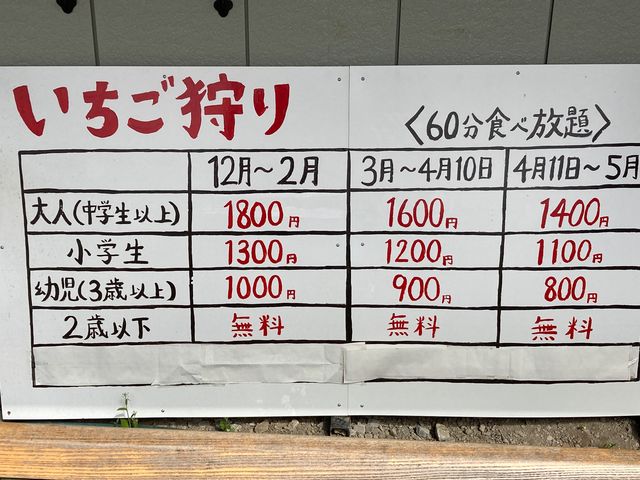 いちご狩り
〈60分食べ放題〉
12月～2月 3月～4月10日 4月11日～5月
大人(中学生以上) 1800円 1600円 1400円
小学生 1300円 1200円 1100円
幼児(3歳以上) 1000円 900円 800円
2歳以下 無料 無料 無料